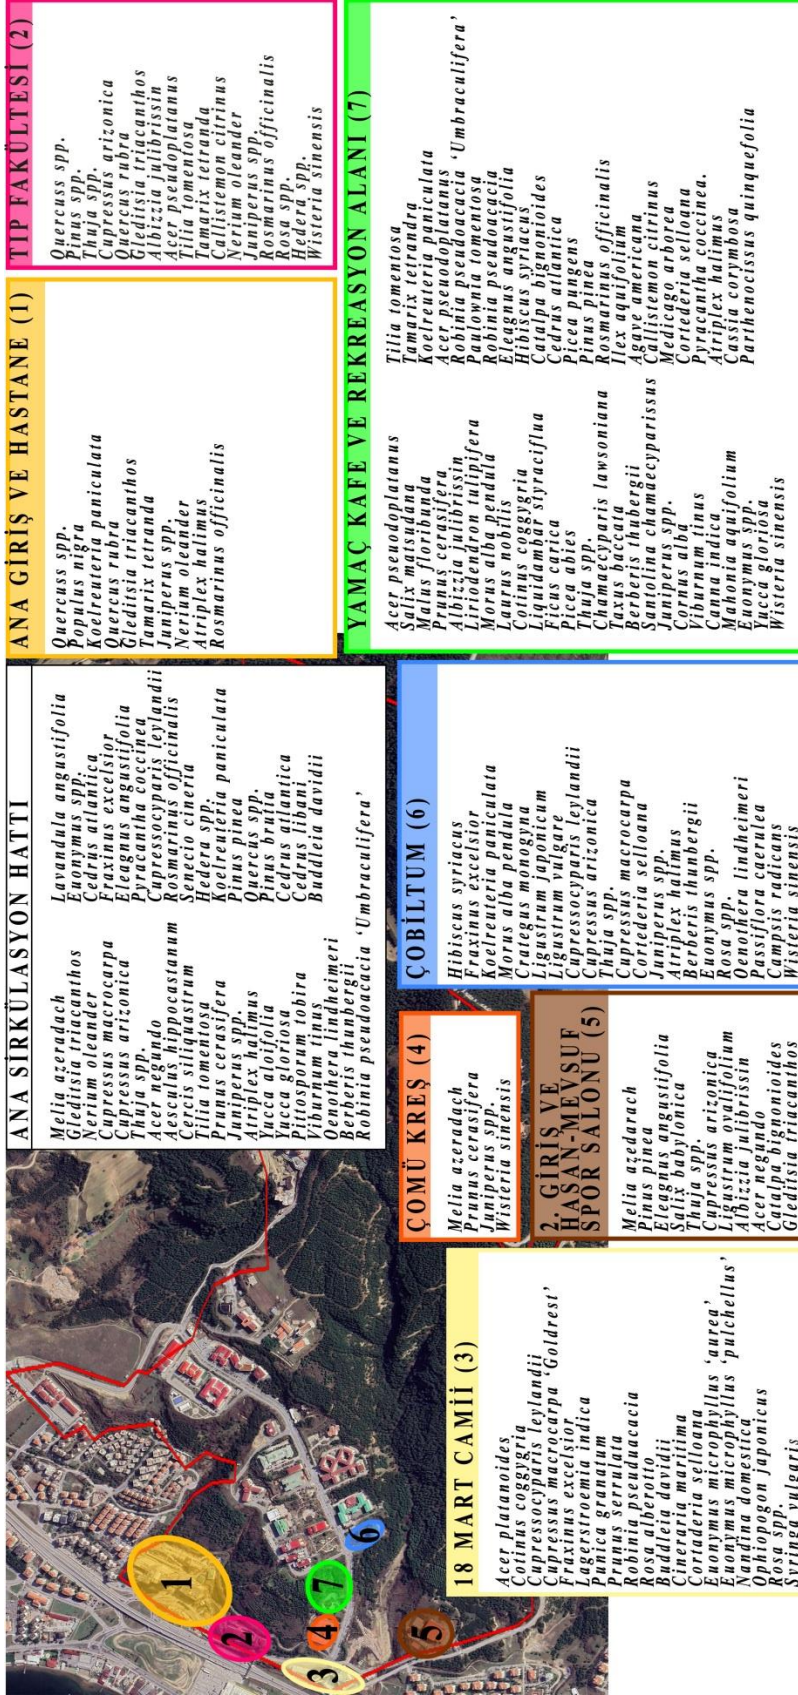 ANA SİRKÜLASYON HATTI
Melia azeradach
Gleditsia triacanthos
Nerium oleander
Cupressus macrocarpa
Cupressus arizonica
Thuja spp.
Acer negundo
Aesculus hippocastanum
Cercis siliquastrum
Tilia tomentosa
Prunus cerasifera
Juniperus spp.
Atriplex halimus
Yucca aloifolia
Yucca gloriosa
Pittosporum tobira
Viburnum tinus
Oenothera lindheimeri
Berberis thunbergii
Robinia pseudoacacia ‘Umbraculifera’
Lavandula angustifolia
Euonymus spp.
Cedrus atlantica
Fraxinus excelsior
Eleagnus angustifolia
Pyracantha coccinea
Cupressocyparis leylandii
Rosmarinus officinalis
Senecio cineria
Hedera spp.
Koelreuteria paniculata
Pinus pinea
Quercus spp.
Pinus brutia
Cedrus atlantica
Cedrus libani
Buddleia davidii
ANA GİRİŞ VE HASTANE (1)
Quercuss spp.
Populus nigra
Koelreuteria paniculata
Quercus rubra
Gleditsia triacanthos
Tamarix tetranda
Juniperus spp.
Nerium oleander
Atriplex halimus
Rosmarinus officinalis
TIP FAKÜLTESİ (2)
Quercuss spp.
Pinus spp.
Thuja spp.
Cupressus arizonica
Quercus rubra
Gleditsia triacanthos
Albizzia julibrissin
Acer pseudoplatanus
Tilia tomentosa
Tamarix tetranda
Callistemon citrinus
Nerium oleander
Juniperus spp.
Rosmarinus officinalis
Rosa spp.
Hedera spp.
Wisteria sinensis
1
2
3
4
5
6
7
18 MART CAMİİ (3)
Acer platanoides
Cotinus coggygria
Cupressocyparis leylandii
Cupressus macrocarpa ‘Goldrest’
Fraxinus excelsior
Lagerstroemia indica
Punica granatum
Prunus serrulata
Robinia pseuduacacia
Rosa alberotto
Buddleia davidii
Cineraria maritima
Cortaderia selloana
Euonymus microphyllus ‘aurea’
Euonymus microphyllus ‘pulchellus’
Nandina domestica
Ophiopogon japonicus
Rosa spp.
Syringa vulgaris
ÇOMÜ KREŞ (4)
Melia azeradach
Prunus cerasifera
Juniperus spp.
Wisteria sinensis
2. GİRİŞ VE
HASAN-MEVSUF
SPOR SALONU (5)
Melia azedarach
Pinus pinea
Eleagnus angustifolia
Salix babylonica
Thuja spp.
Cupressus arizonica
Ligustrum ovalifolium
Albizzia julibrissin
Acer negundo
Catalpa bignonioides
Gleditsia triacanthos
ÇOBİLTUM (6)
Hibiscus syriacus
Fraxinus excelsior
Koelreuteria paniculata
Morus alba pendula
Crategus monogyna
Ligustrum japonicum
Ligustrum vulgare
Cupressocyparis leylandii
Cupressus arizonica
Thuja spp.
Cupressus macrocarpa
Cortederia selloana
Juniperus spp.
Atriplex halimus
Berberis thunbergii
Euonymus spp.
Rosa spp.
Oenothera lindheimeri
Passiflora caerulea
Campsis radicans
Wisteria sinensis
YAMAÇ KAFE VE REKREASYON ALANI (7)
Acer pseudoplatanus
Salix matsudana
Malus floribunda
Prunus cerasifera
Albizzia julibrissin
Liriodendron tulipifera
Morus alba pendula
Laurus nobilis
Cotinus coggygria
Liquidambar styraciflua
Ficus carica
Picea abies
Thuja spp.
Chamaecyparis lawsoniana
Taxus baccata
Berberis thubergii
Santolina chamaecyparissus
Juniperus spp.
Cornus alba
Viburnum tinus
Canna indica
Mahonia aquifolium
Euonymus spp.
Yucca gloriosa
Wisteria sinensis
Tilia tomentosa
Tamarix tetrandra
Koelreuteria paniculata
Acer pseuodoplatanus
Robinia pseudoacacia ‘Umbraculifera’
Paulownia tomentosa
Robinia pseudoacacia
Eleagnus angustifolia
Hibiscus syriacus
Catalpa bignonioides
Cedrus atlantica
Picea pungens
Pinus pinea
Rosmarinus officinalis
Ilex aquifolium
Agave americana
Callistemon citrinus
Medicago arborea
Cortederia selloana
Pyracantha coccinea.
Atriplex halimus
Cassia corymbosa
Parthenocissus quinquefolia